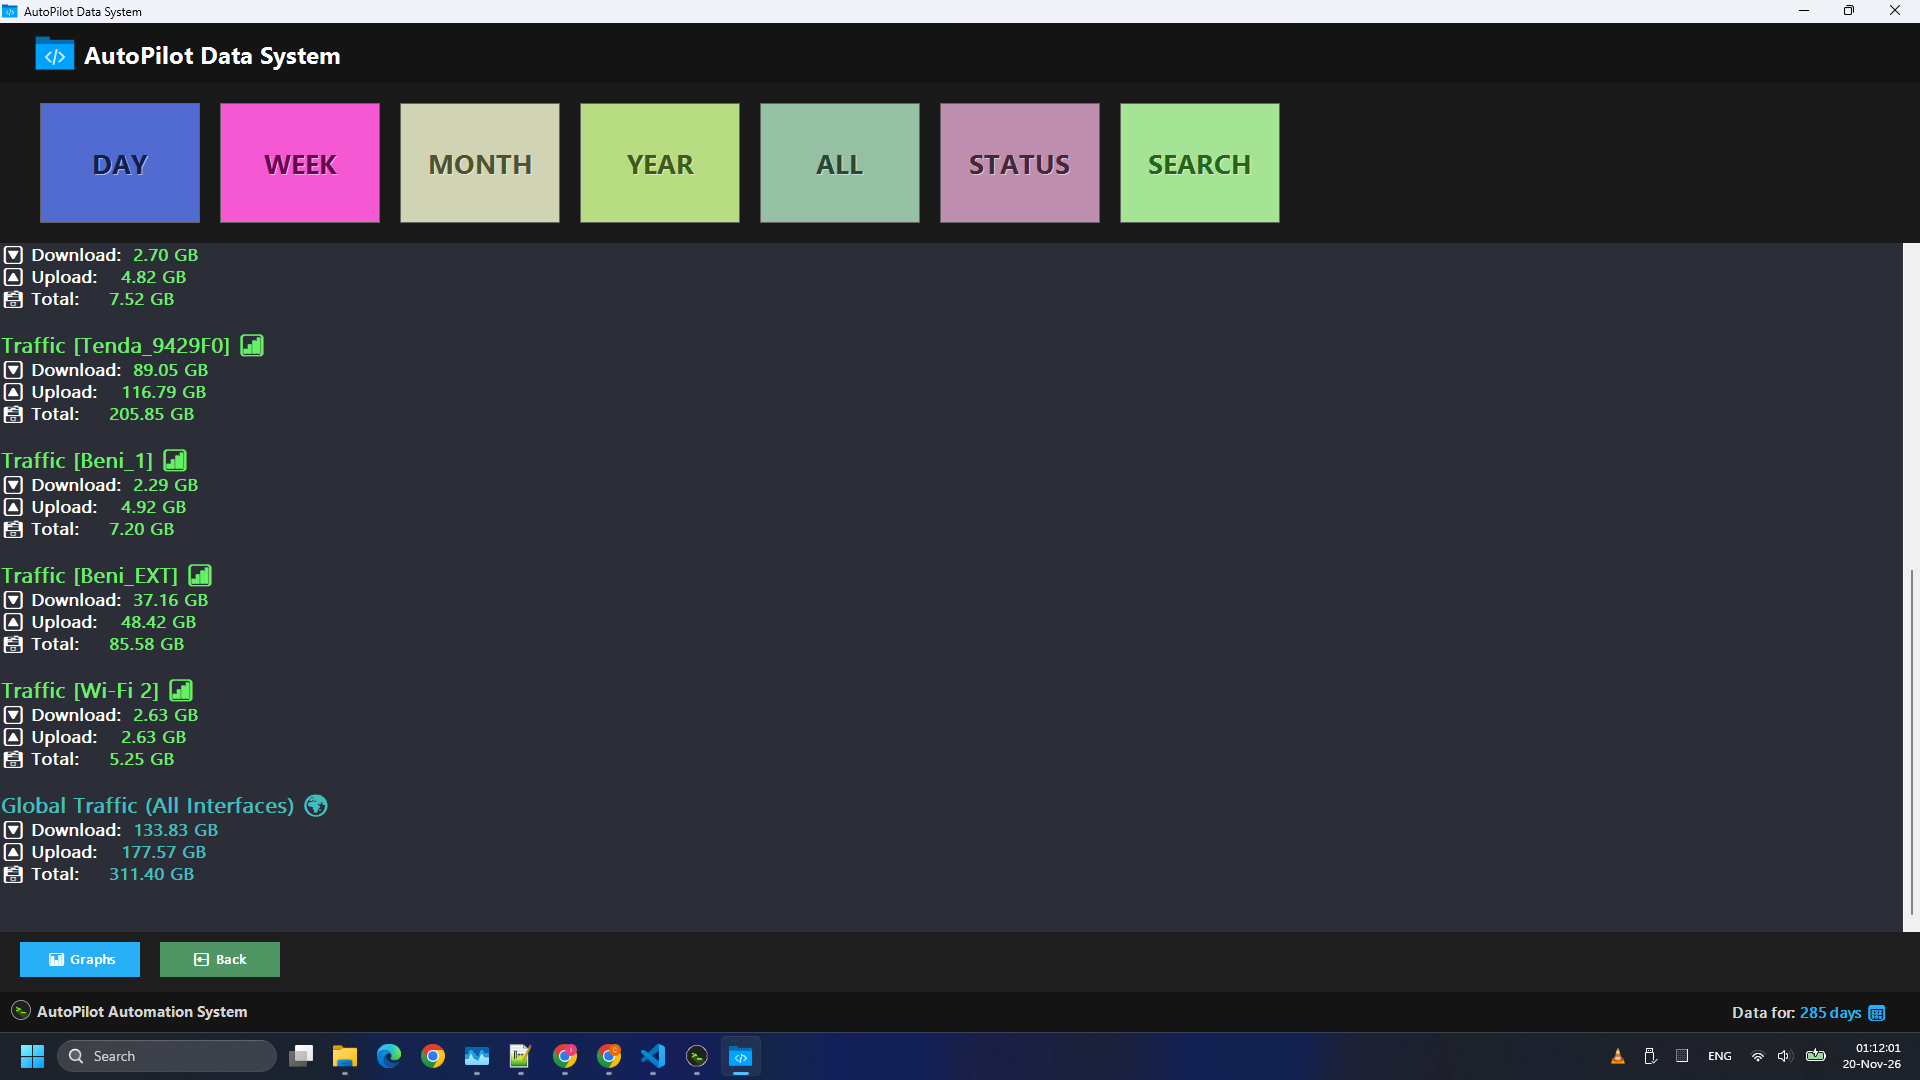 AutoPilot Data System
AutoPilot Data System
DAY
WEEK
MONTH
YEAR
ALL
STATUS
SEARCH
Download: 2.70 GB
Upload: 4.82 GB
Total: 7.52 GB
Traffic [Tenda_9429F0]
Download: 89.05 GB
Upload: 116.79 GB
Total: 205.85 GB
Traffic [Beni_1]
Download: 2.29 GB
Upload: 4.92 GB
Total: 7.20 GB
Traffic [Beni_EXT]
Download: 37.16 GB
Upload: 48.42 GB
Total: 85.58 GB
Traffic [Wi-Fi 2]
Download: 2.63 GB
Upload: 2.63 GB
Total: 5.25 GB
Global Traffic (All Interfaces)
Download: 133.83 GB
Upload: 177.57 GB
Total: 311.40 GB
Graphs
Back
AutoPilot Automation System
Data for: 285 days
Search
ENG
01:12:01
20-Nov-26